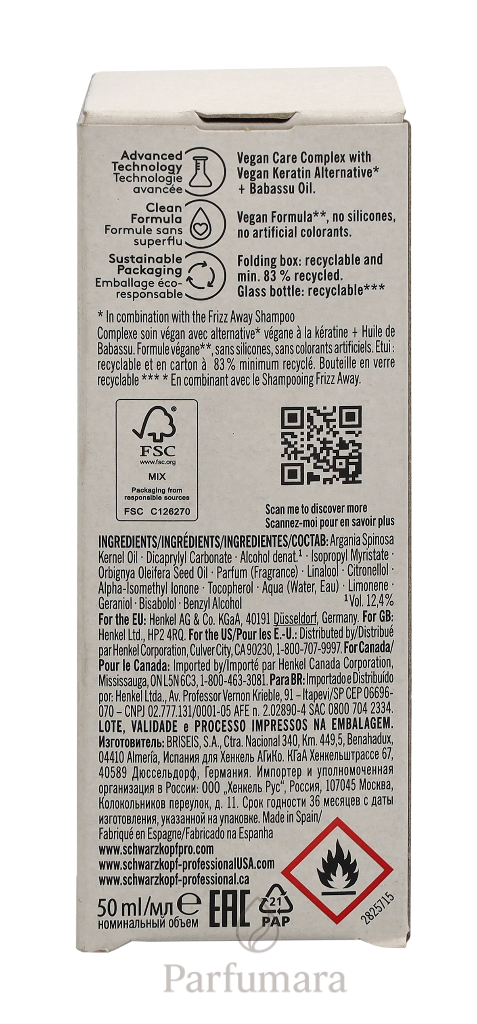 Advanced
Technology
Technologie
avancée
Vegan Care Complex with
Vegan Keratin Alternative*
+ Babassu Oil.
Clean
Formula
Formule sans
superflu
Vegan Formula**, no silicones,
no artificial colorants.
Sustainable
Packaging
Emballage éco-
responsable
Folding box: recyclable and
min. 83 % recycled.
Glass bottle: recyclable***
* In combination with the Frizz Away Shampoo
Complexe soin végan avec alternative* végane à la kératine + Huile de
Babassu. Formule végane**, sans silicones, sans colorants artificiels. Etui :
recyclable et en carton à 83 % minimum recyclé. Bouteille en verre
recyclable *** * En combinant avec le Shampooing Frizz Away.
FSC
www.fsc.org
MIX
Packaging from
responsible sources
FSC C126270
Scan me to discover more
Scannez-moi pour en savoir plus
INGREDIENTS/INGRÉDIENTS/INGREDIENTES/СОСТАВ: Argania Spinosa
Kernel Oil · Dicaprylyl Carbonate · Alcohol denat.¹ · Isopropyl Myristate ·
Orbignya Oleifera Seed Oil · Parfum (Fragrance) · Linalool · Citronellol ·
Alpha-Isomethyl Ionone · Tocopherol · Aqua (Water, Eau) · Limonene ·
Geraniol · Bisabolol · Benzyl Alcohol ¹Vol. 12,4%
For the EU: Henkel AG & Co. KGaA, 40191 Düsseldorf, Germany. For GB:
Henkel Ltd., HP2 4RQ. For the US/Pour les É.-U.: Distributed by/Distribué
par Henkel Corporation, Culver City, CA 90230, 1-800-707-9997. For Canada/
Pour le Canada: Imported by/Importé par Henkel Canada Corporation,
Mississauga, ON L5N 6C3, 1-800-463-3081. Para BR: Importado e Distribuído
por: Henkel Ltda., Av. Professor Vernon Krieble, 91 – Itapevi/SP CEP 06696-
070 – CNPJ 02.777.131/0001-05 AFE n. 2.02890-4 SAC 0800 704 2334.
LOTE, VALIDADE e PROCESSO IMPRESSOS NA EMBALAGEM.
Изготовитель: BRISEIS, S.A., Ctra. Nacional 340, Km. 449,5, Benahadux,
04410 Almería, Испания для Хенкель АГиКо. КГаА Хенкельштрассе 67,
40589 Дюссельдорф, Германия. Импортер и уполномоченная
организация в России: ООО „Хенкель Рус”, Россия, 107045 Москва,
Колокольников переулок, д. 11. Срок годности 36 месяцев с даты
изготовления, указанной на упаковке. Made in Spain/
Fabriqué en Espagne/Fabricado na Espanha
www.schwarzkopfpro.com
www.schwarzkopf-professionalUSA.com
www.schwarzkopf-professional.ca
50 ml/мл e EAC 21
номинальный объем PAP
2825715
Parfumara